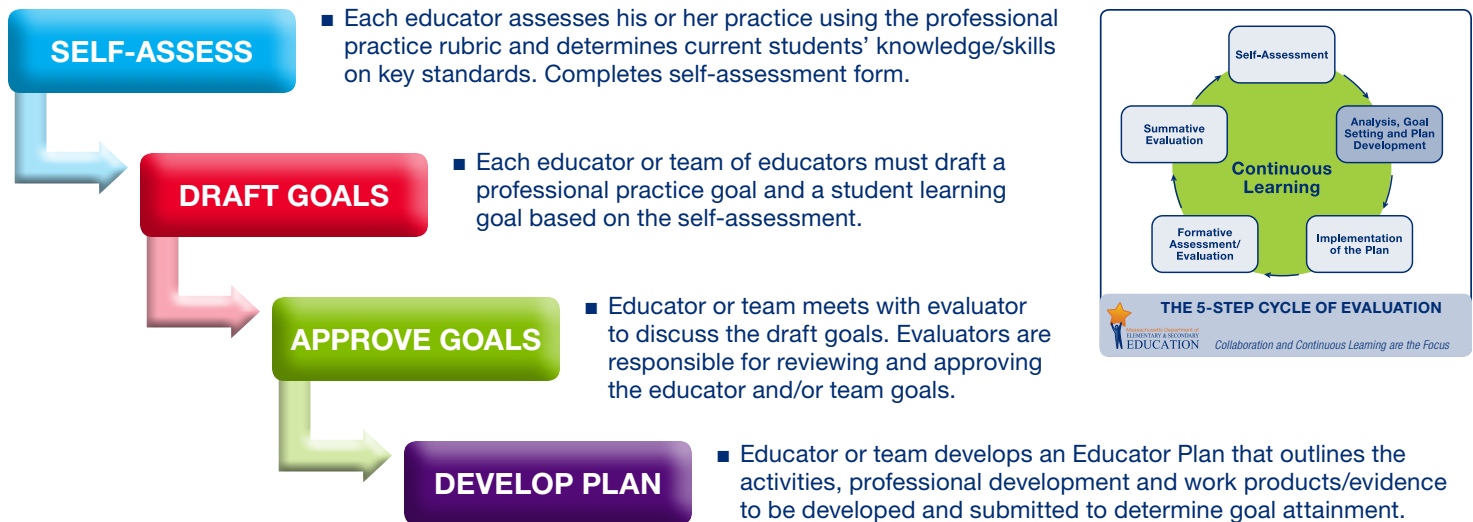 SELF-ASSESS
■ Each educator assesses his or her practice using the professional
practice rubric and determines current students' knowledge/skills
on key standards. Completes self-assessment form.
DRAFT GOALS
■ Each educator or team of educators must draft a
professional practice goal and a student learning
goal based on the self-assessment.
APPROVE GOALS
■ Educator or team meets with evaluator
to discuss the draft goals. Evaluators are
responsible for reviewing and approving
the educator and/or team goals.
DEVELOP PLAN
■ Educator or team develops an Educator Plan that outlines the
activities, professional development and work products/evidence
to be developed and submitted to determine goal attainment.
Self-Assessment
Analysis, Goal
Setting and Plan
Development
Implementation
of the Plan
Formative
Assessment/
Evaluation
Summative
Evaluation
Continuous
Learning
THE 5-STEP CYCLE OF EVALUATION
Massachusetts Department of
ELEMENTARY & SECONDARY
EDUCATION
Collaboration and Continuous Learning are the Focus